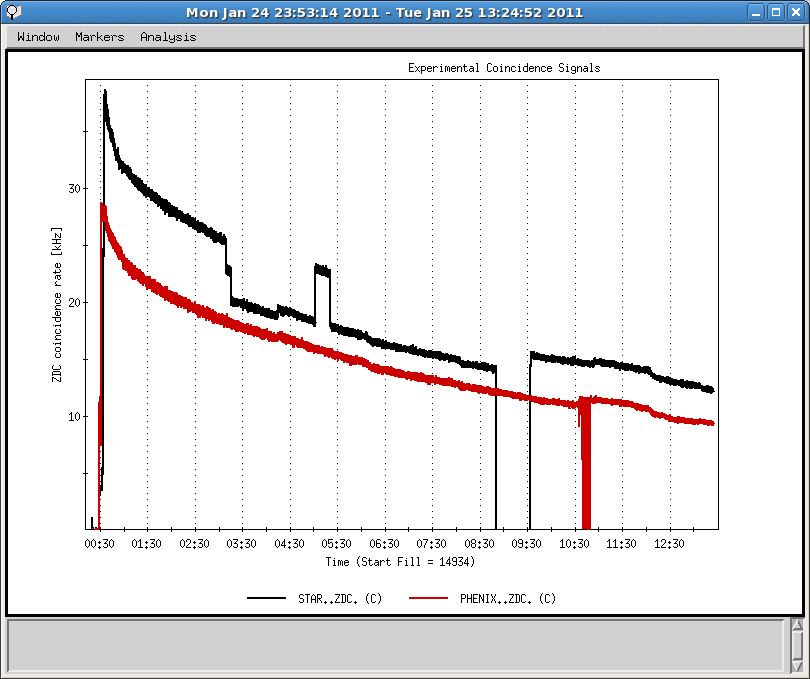 Mon Jan 24 23:53:14 2011 - Tue Jan 25 13:24:52 2011
Window Markers Analysis
Experimental Coincidence Signals
ZDC coincidence rate [kHz]
30
20
10
00:30 01:30 02:30 03:30 04:30 05:30 06:30 07:30 08:30 09:30 10:30 11:30 12:30
Time (Start Fill = 14934)
STAR..ZDC. (C) PHENIX..ZDC. (C)